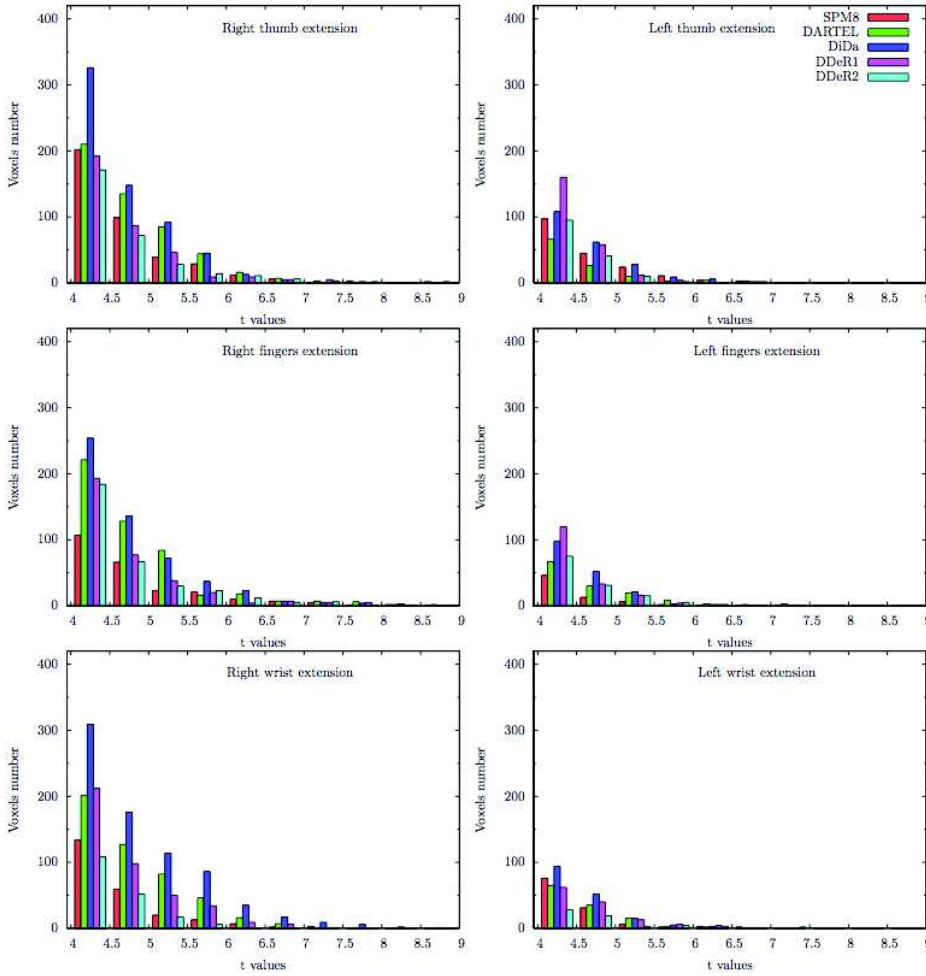 Right thumb extension
400
300
200
100
0
Voxels number
4 4.5 5 5.5 6 6.5 7 7.5 8 8.5 9
t values
Left thumb extension
SPM8
DARTEL
DiDa
DDeR1
DDeR2
400
300
200
100
0
Voxels number
4 4.5 5 5.5 6 6.5 7 7.5 8 8.5 9
t values
Right fingers extension
400
300
200
100
0
Voxels number
4 4.5 5 5.5 6 6.5 7 7.5 8 8.5 9
t values
Left fingers extension
400
300
200
100
0
Voxels number
4 4.5 5 5.5 6 6.5 7 7.5 8 8.5 9
t values
Right wrist extension
400
300
200
100
0
Voxels number
4 4.5 5 5.5 6 6.5 7 7.5 8 8.5 9
t values
Left wrist extension
400
300
200
100
0
Voxels number
4 4.5 5 5.5 6 6.5 7 7.5 8 8.5 9
t values